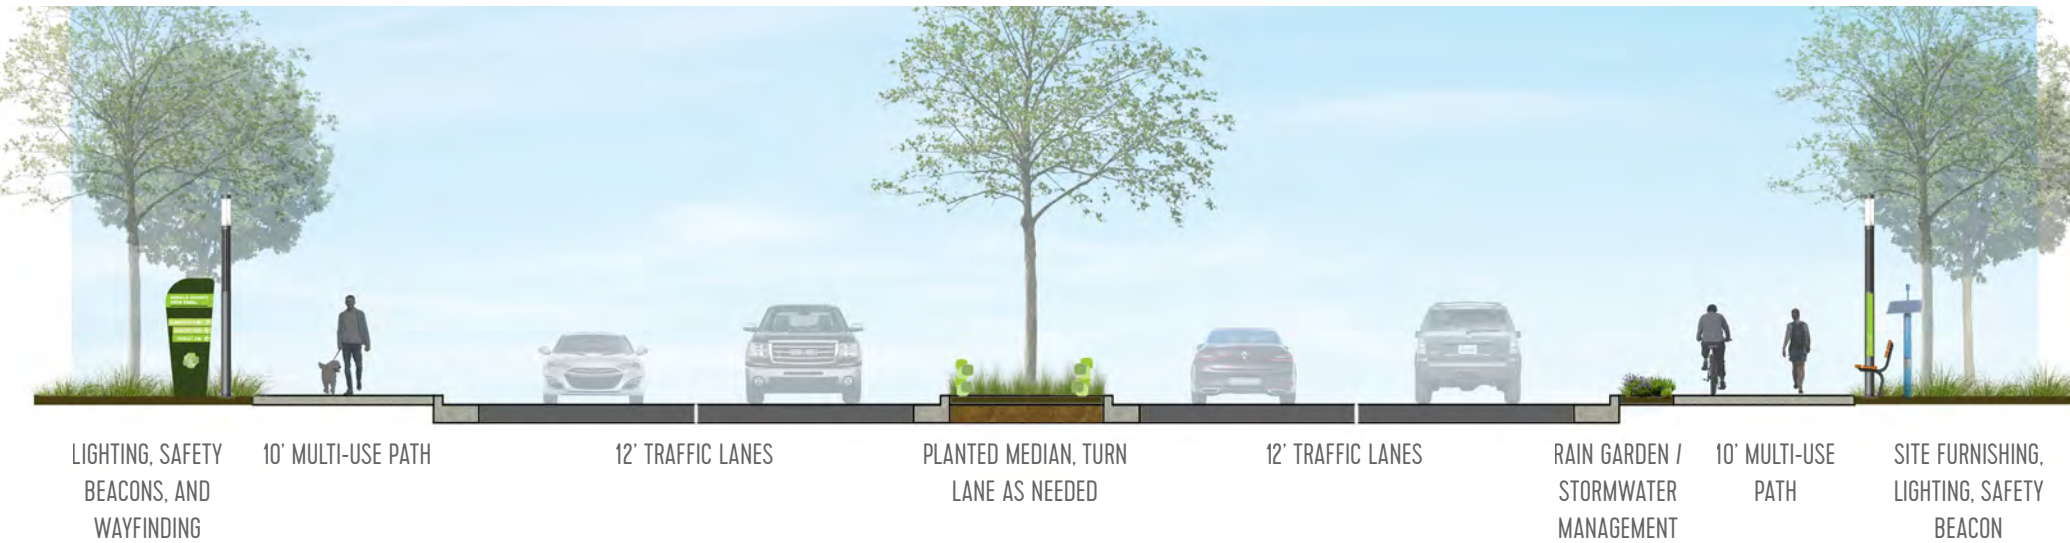 LIGHTING, SAFETY
BEACONS, AND
WAYFINDING
10' MULTI-USE PATH
12' TRAFFIC LANES
PLANTED MEDIAN, TURN
LANE AS NEEDED
12' TRAFFIC LANES
RAIN GARDEN /
STORMWATER
MANAGEMENT
10' MULTI-USE
PATH
SITE FURNISHING,
LIGHTING, SAFETY
BEACON